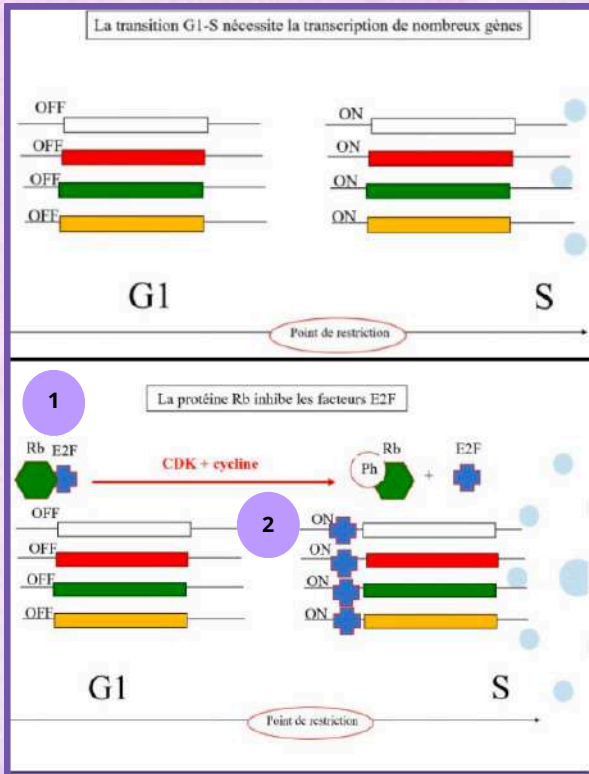 La transition G1-S nécessite la transcription de nombreux gènes
OFF ON
OFF ON
OFF ON
OFF ON
G1 S
Point de restriction
1
La protéine Rb inhibe les facteurs E2F
Rb E2F
CDK + cycline
Ph Rb + E2F
2
OFF ON
OFF ON
OFF ON
OFF ON
G1 S
Point de restriction